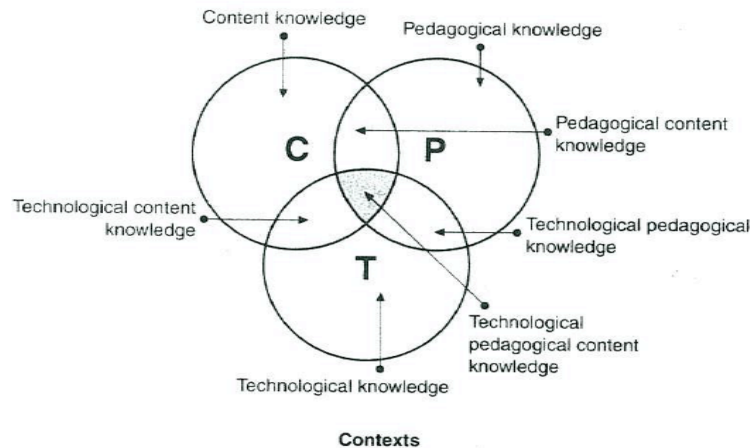 Content knowledge
Pedagogical knowledge
C
P
Pedagogical content
knowledge
Technological content
knowledge
Technological pedagogical
knowledge
T
Technological
pedagogical content
knowledge
Technological knowledge
Contexts